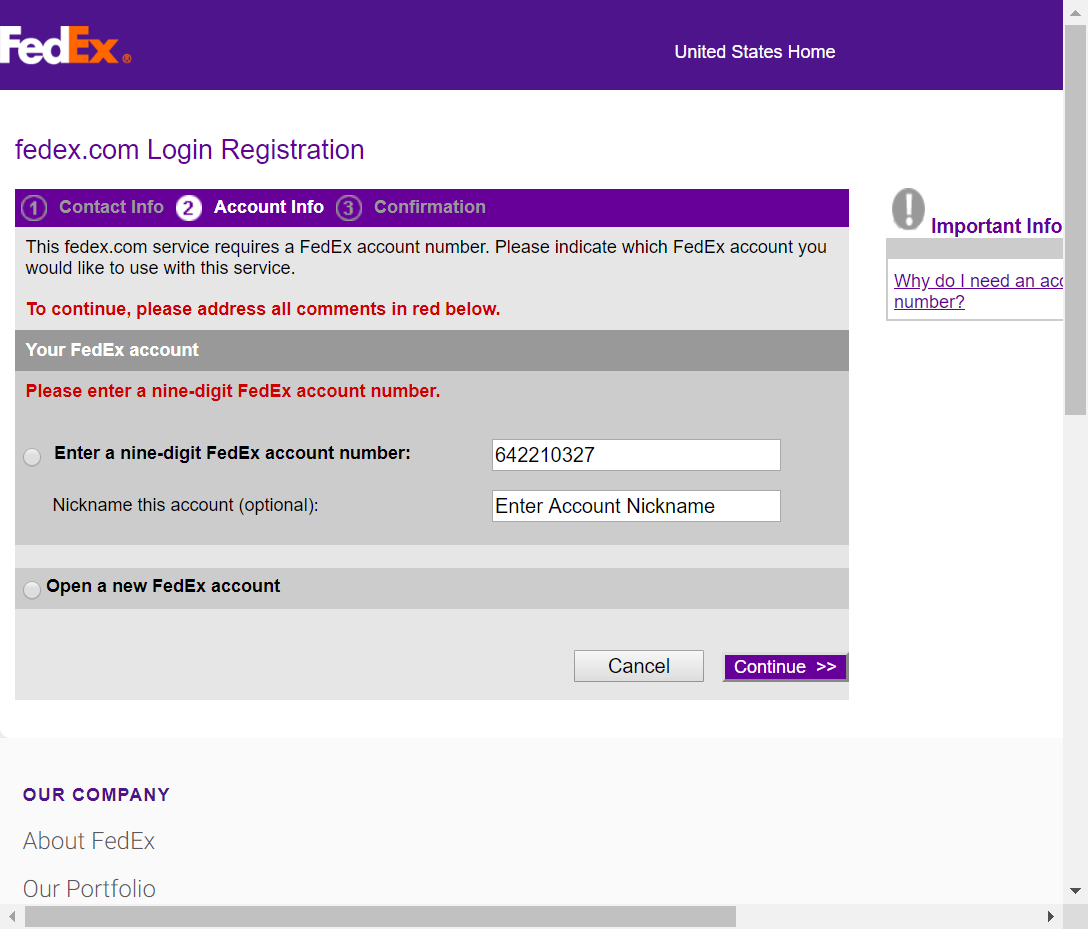 FedEx®
United States Home
fedex.com Login Registration
1 Contact Info 2 Account Info 3 Confirmation
This fedex.com service requires a FedEx account number. Please indicate which FedEx account you
would like to use with this service.
To continue, please address all comments in red below.
Your FedEx account
Please enter a nine-digit FedEx account number.
Enter a nine-digit FedEx account number: 642210327
Nickname this account (optional): Enter Account Nickname
Open a new FedEx account
Cancel Continue >>
! Important Info
Why do I need an acc
number?
OUR COMPANY
About FedEx
Our Portfolio